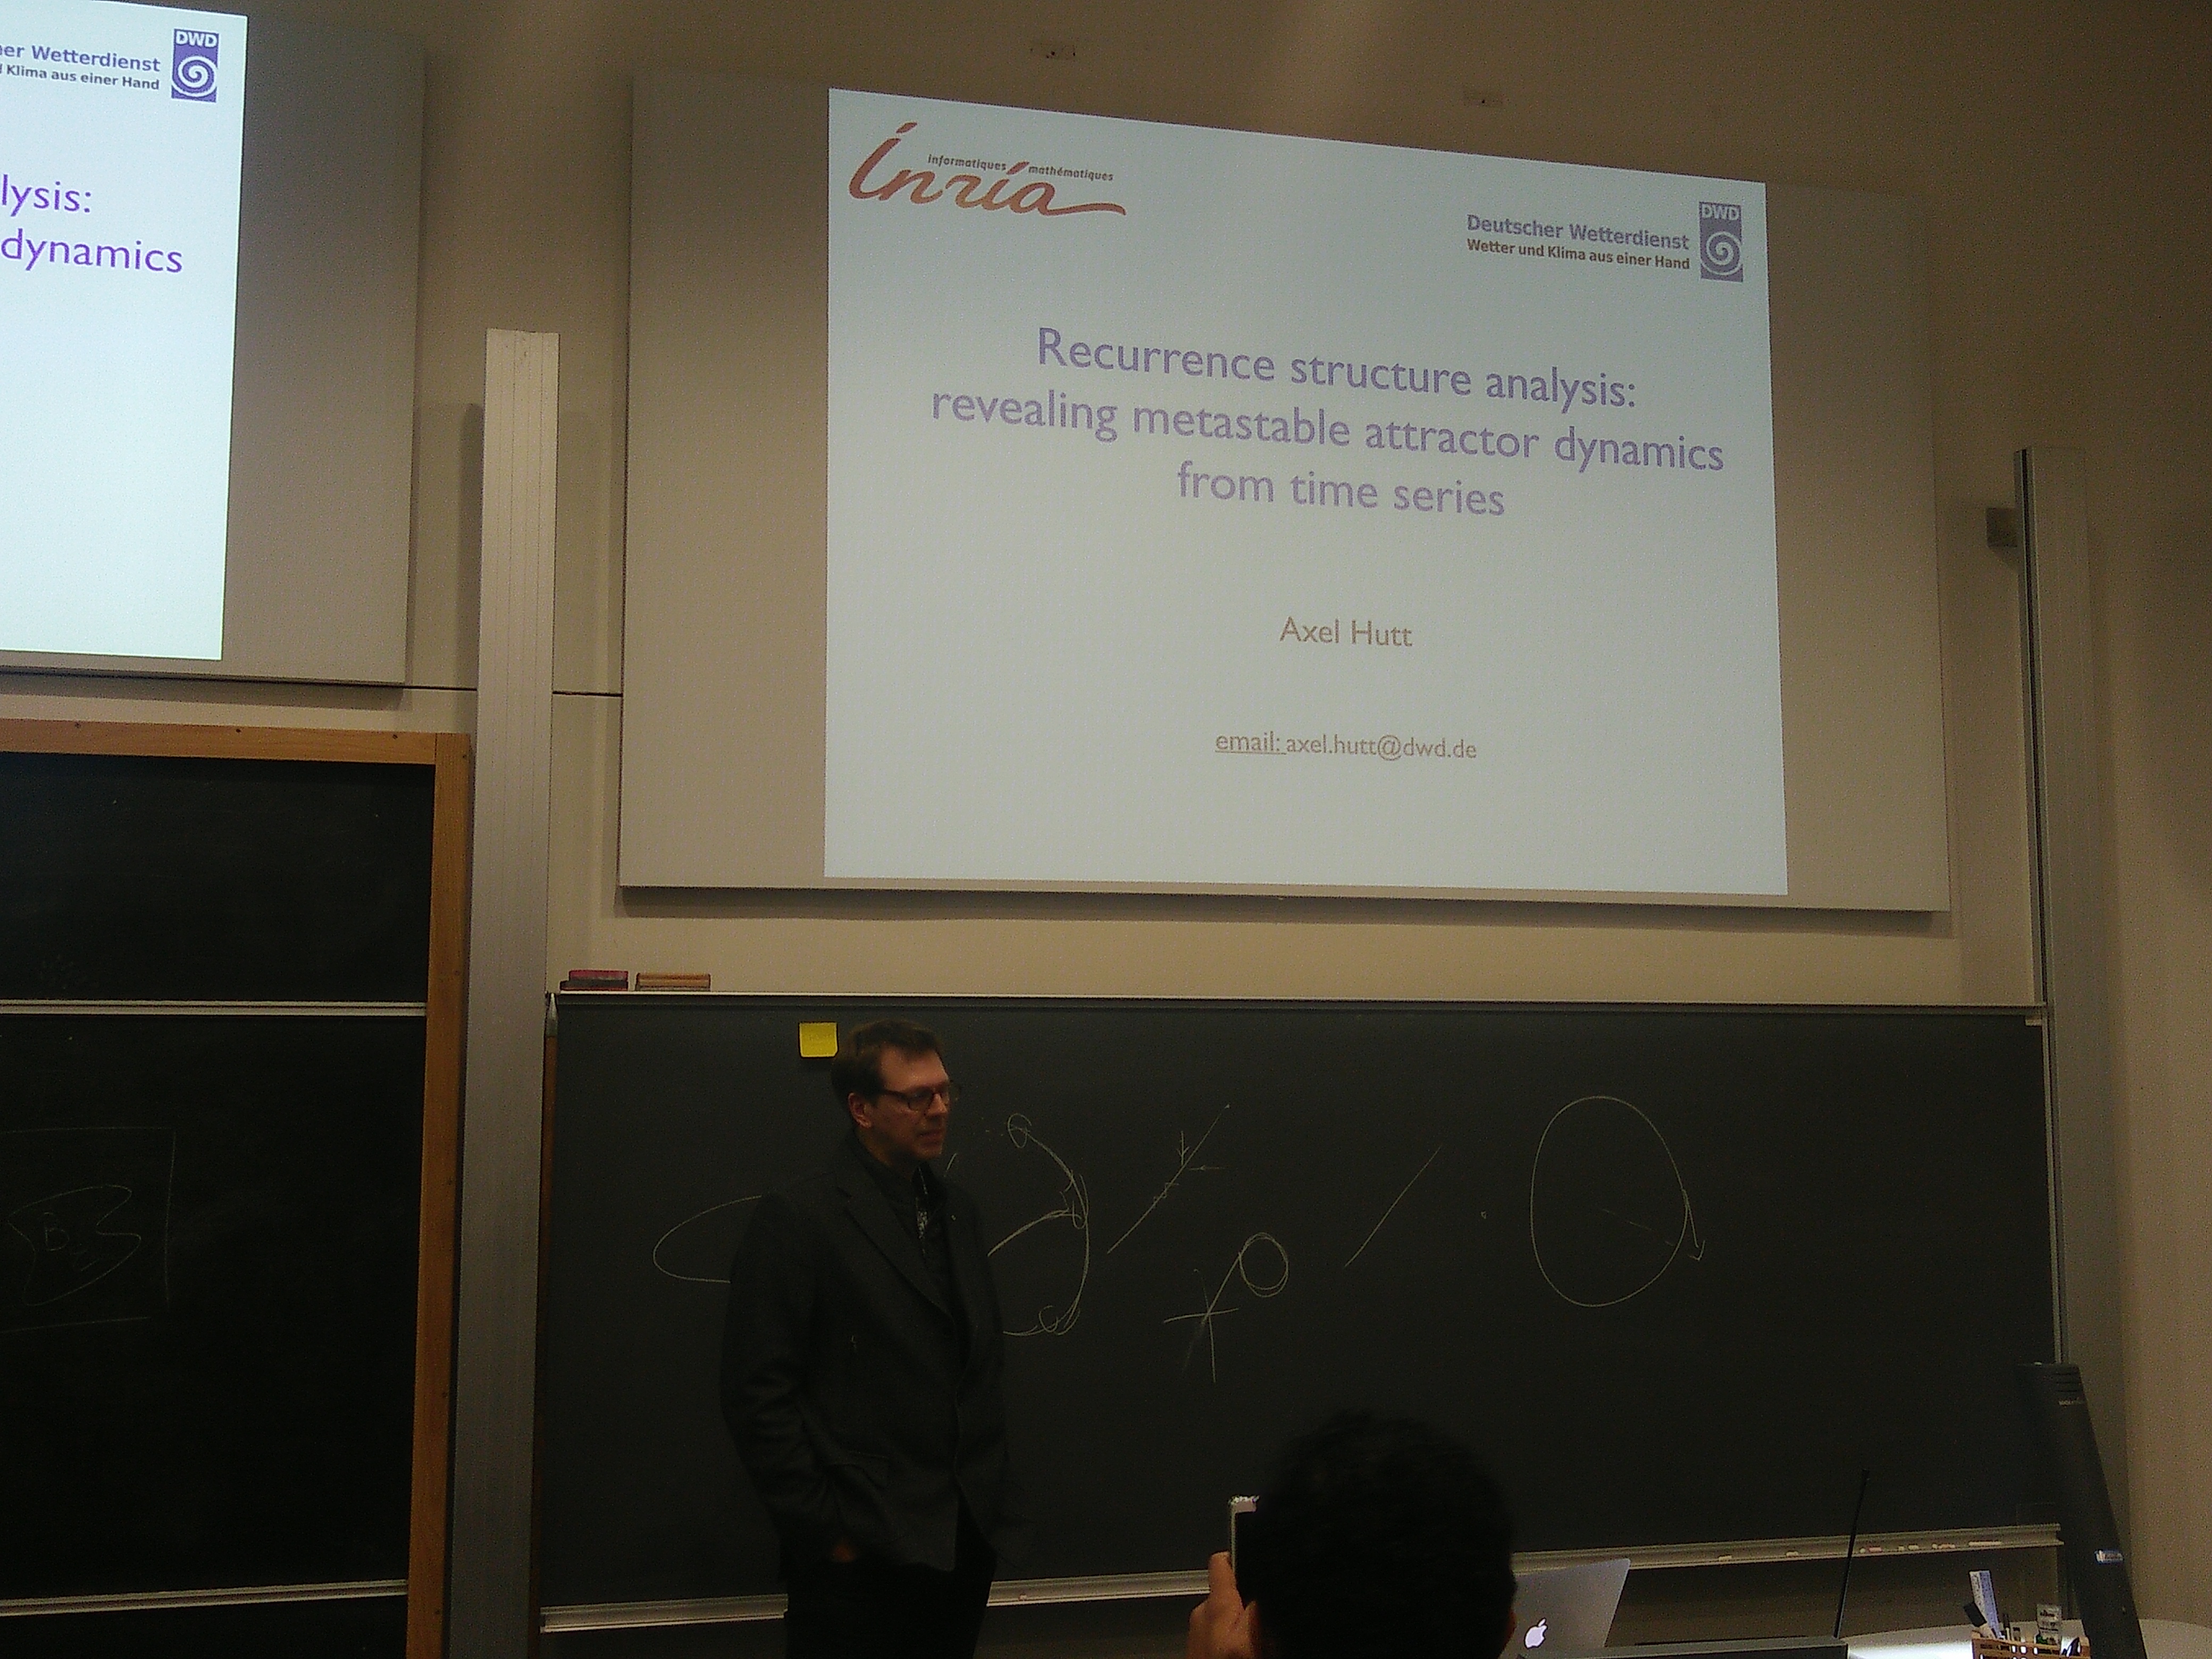 er Wetterdienst
Klima aus einer Hand
DWD
lysis:
dynamics
informatiques mathématiques
Inria
Deutscher Wetterdienst
Wetter und Klima aus einer Hand
DWD
Recurrence structure analysis:
revealing metastable attractor dynamics
from time series
Axel Hutt
email: axel.hutt@dwd.de